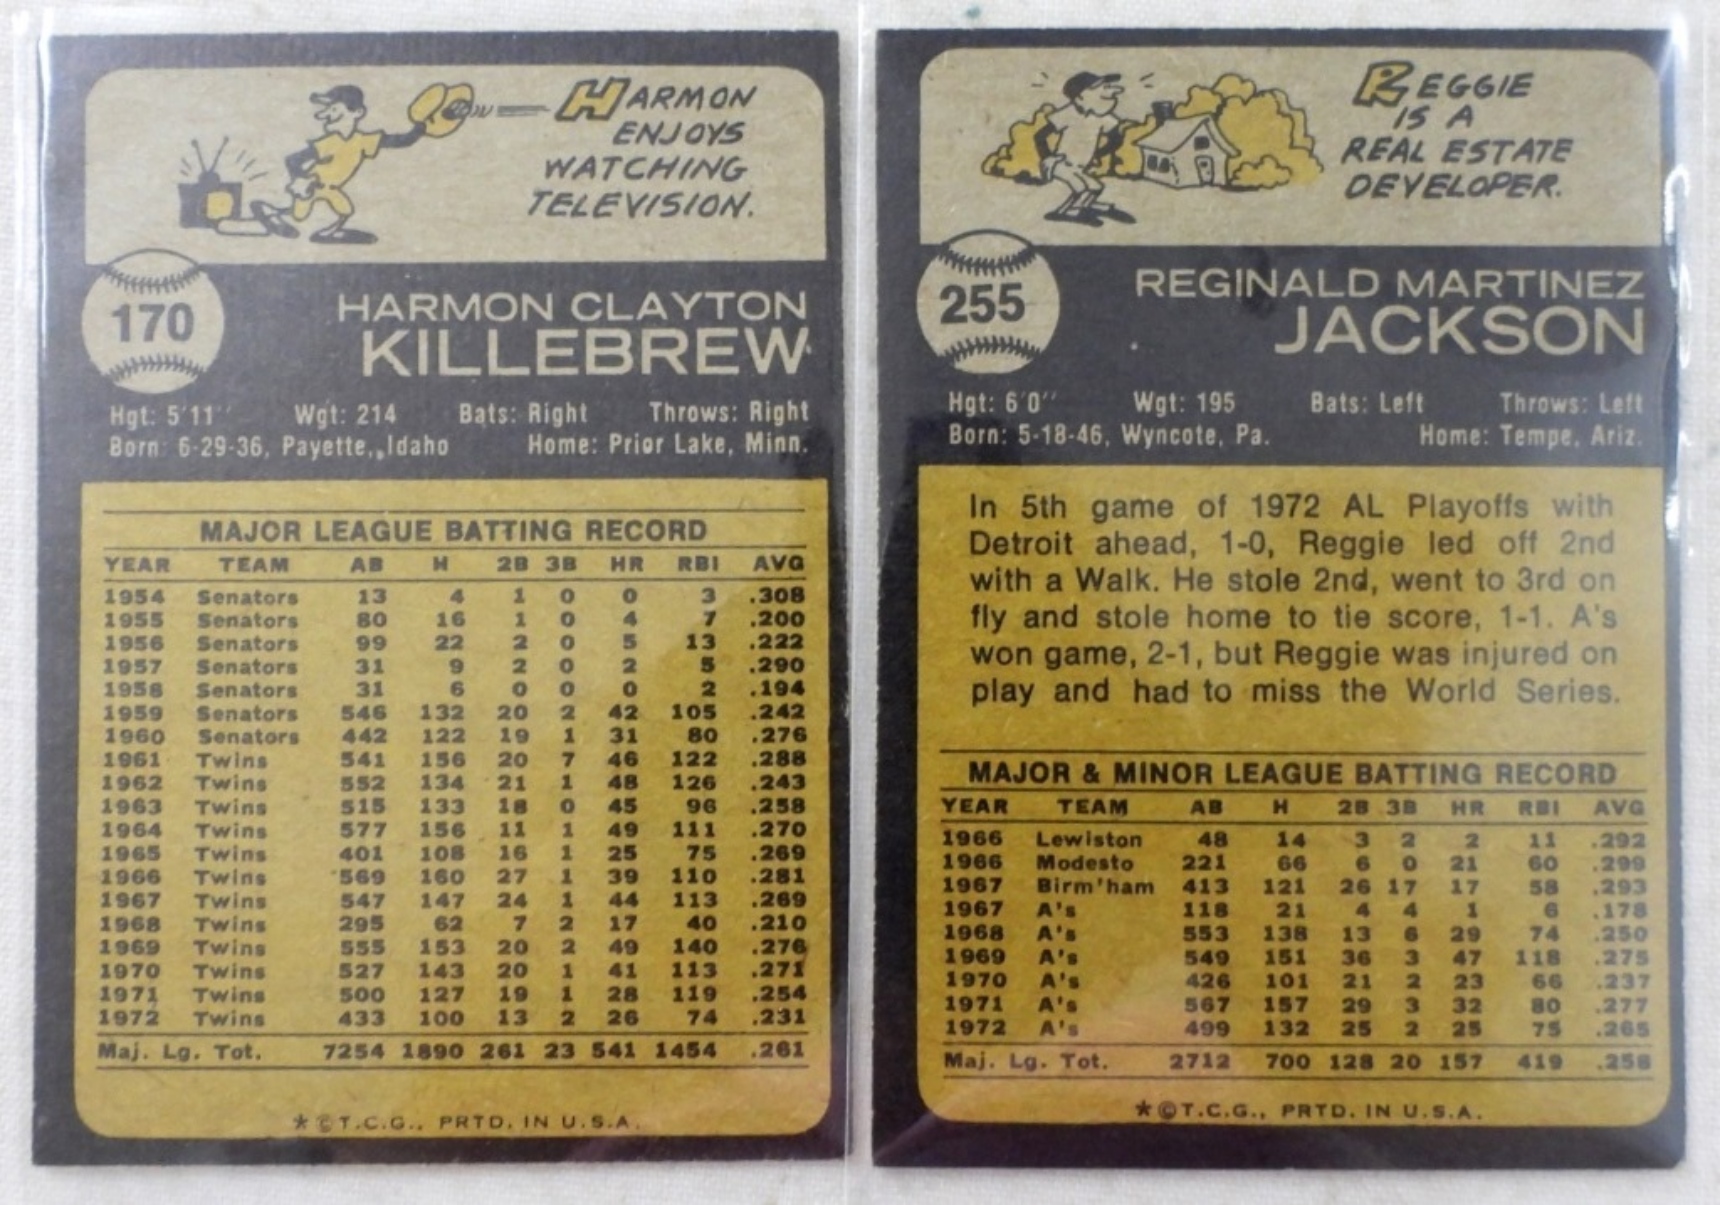 HARMON
ENJOYS
WATCHING
TELEVISION.
170
HARMON CLAYTON
KILLEBREW
Hgt: 5'11" Wgt: 214 Bats: Right Throws: Right
Born: 6-29-36, Payette, Idaho Home: Prior Lake, Minn.
MAJOR LEAGUE BATTING RECORD
YEAR TEAM AB H 2B 3B HR RBI AVG
1954 Senators 13 4 1 0 0 3 .308
1955 Senators 80 16 1 0 4 7 .200
1956 Senators 99 22 2 0 5 13 .222
1957 Senators 31 9 2 0 2 5 .290
1958 Senators 31 6 0 0 0 2 .194
1959 Senators 546 132 20 2 42 105 .242
1960 Senators 442 122 19 1 31 80 .276
1961 Twins 541 156 20 7 46 122 .288
1962 Twins 552 134 21 1 48 126 .243
1963 Twins 515 133 18 0 45 96 .258
1964 Twins 577 156 11 1 49 111 .270
1965 Twins 401 108 16 1 25 75 .269
1966 Twins 569 160 27 1 39 110 .281
1967 Twins 547 147 24 1 44 113 .269
1968 Twins 295 62 7 2 17 40 .210
1969 Twins 555 153 20 2 49 140 .276
1970 Twins 527 143 20 1 41 113 .271
1971 Twins 500 127 19 1 28 119 .254
1972 Twins 433 100 13 2 26 74 .231
Maj. Lg. Tot. 7254 1890 261 23 541 1454 .261
*©T.C.G., PRTD. IN U.S.A.
REGGIE
IS A
REAL ESTATE
DEVELOPER.
255
REGINALD MARTINEZ
JACKSON
Hgt: 6'0" Wgt: 195 Bats: Left Throws: Left
Born: 5-18-46, Wyncote, Pa. Home: Tempe, Ariz.
In 5th game of 1972 AL Playoffs with
Detroit ahead, 1-0, Reggie led off 2nd
with a Walk. He stole 2nd, went to 3rd on
fly and stole home to tie score, 1-1. A's
won game, 2-1, but Reggie was injured on
play and had to miss the World Series.
MAJOR & MINOR LEAGUE BATTING RECORD
YEAR TEAM AB H 2B 3B HR RBI AVG
1966 Lewiston 48 14 3 2 2 11 .292
1966 Modesto 221 66 6 0 21 60 .299
1967 Birm'ham 413 121 26 17 17 58 .293
1967 A's 118 21 4 4 1 6 .178
1968 A's 553 138 13 6 29 74 .250
1969 A's 549 151 36 3 47 118 .275
1970 A's 426 101 21 2 23 66 .237
1971 A's 567 157 29 3 32 80 .277
1972 A's 499 132 25 2 25 75 .265
Maj. Lg. Tot. 2712 700 128 20 157 419 .258
*©T.C.G., PRTD. IN U.S.A.